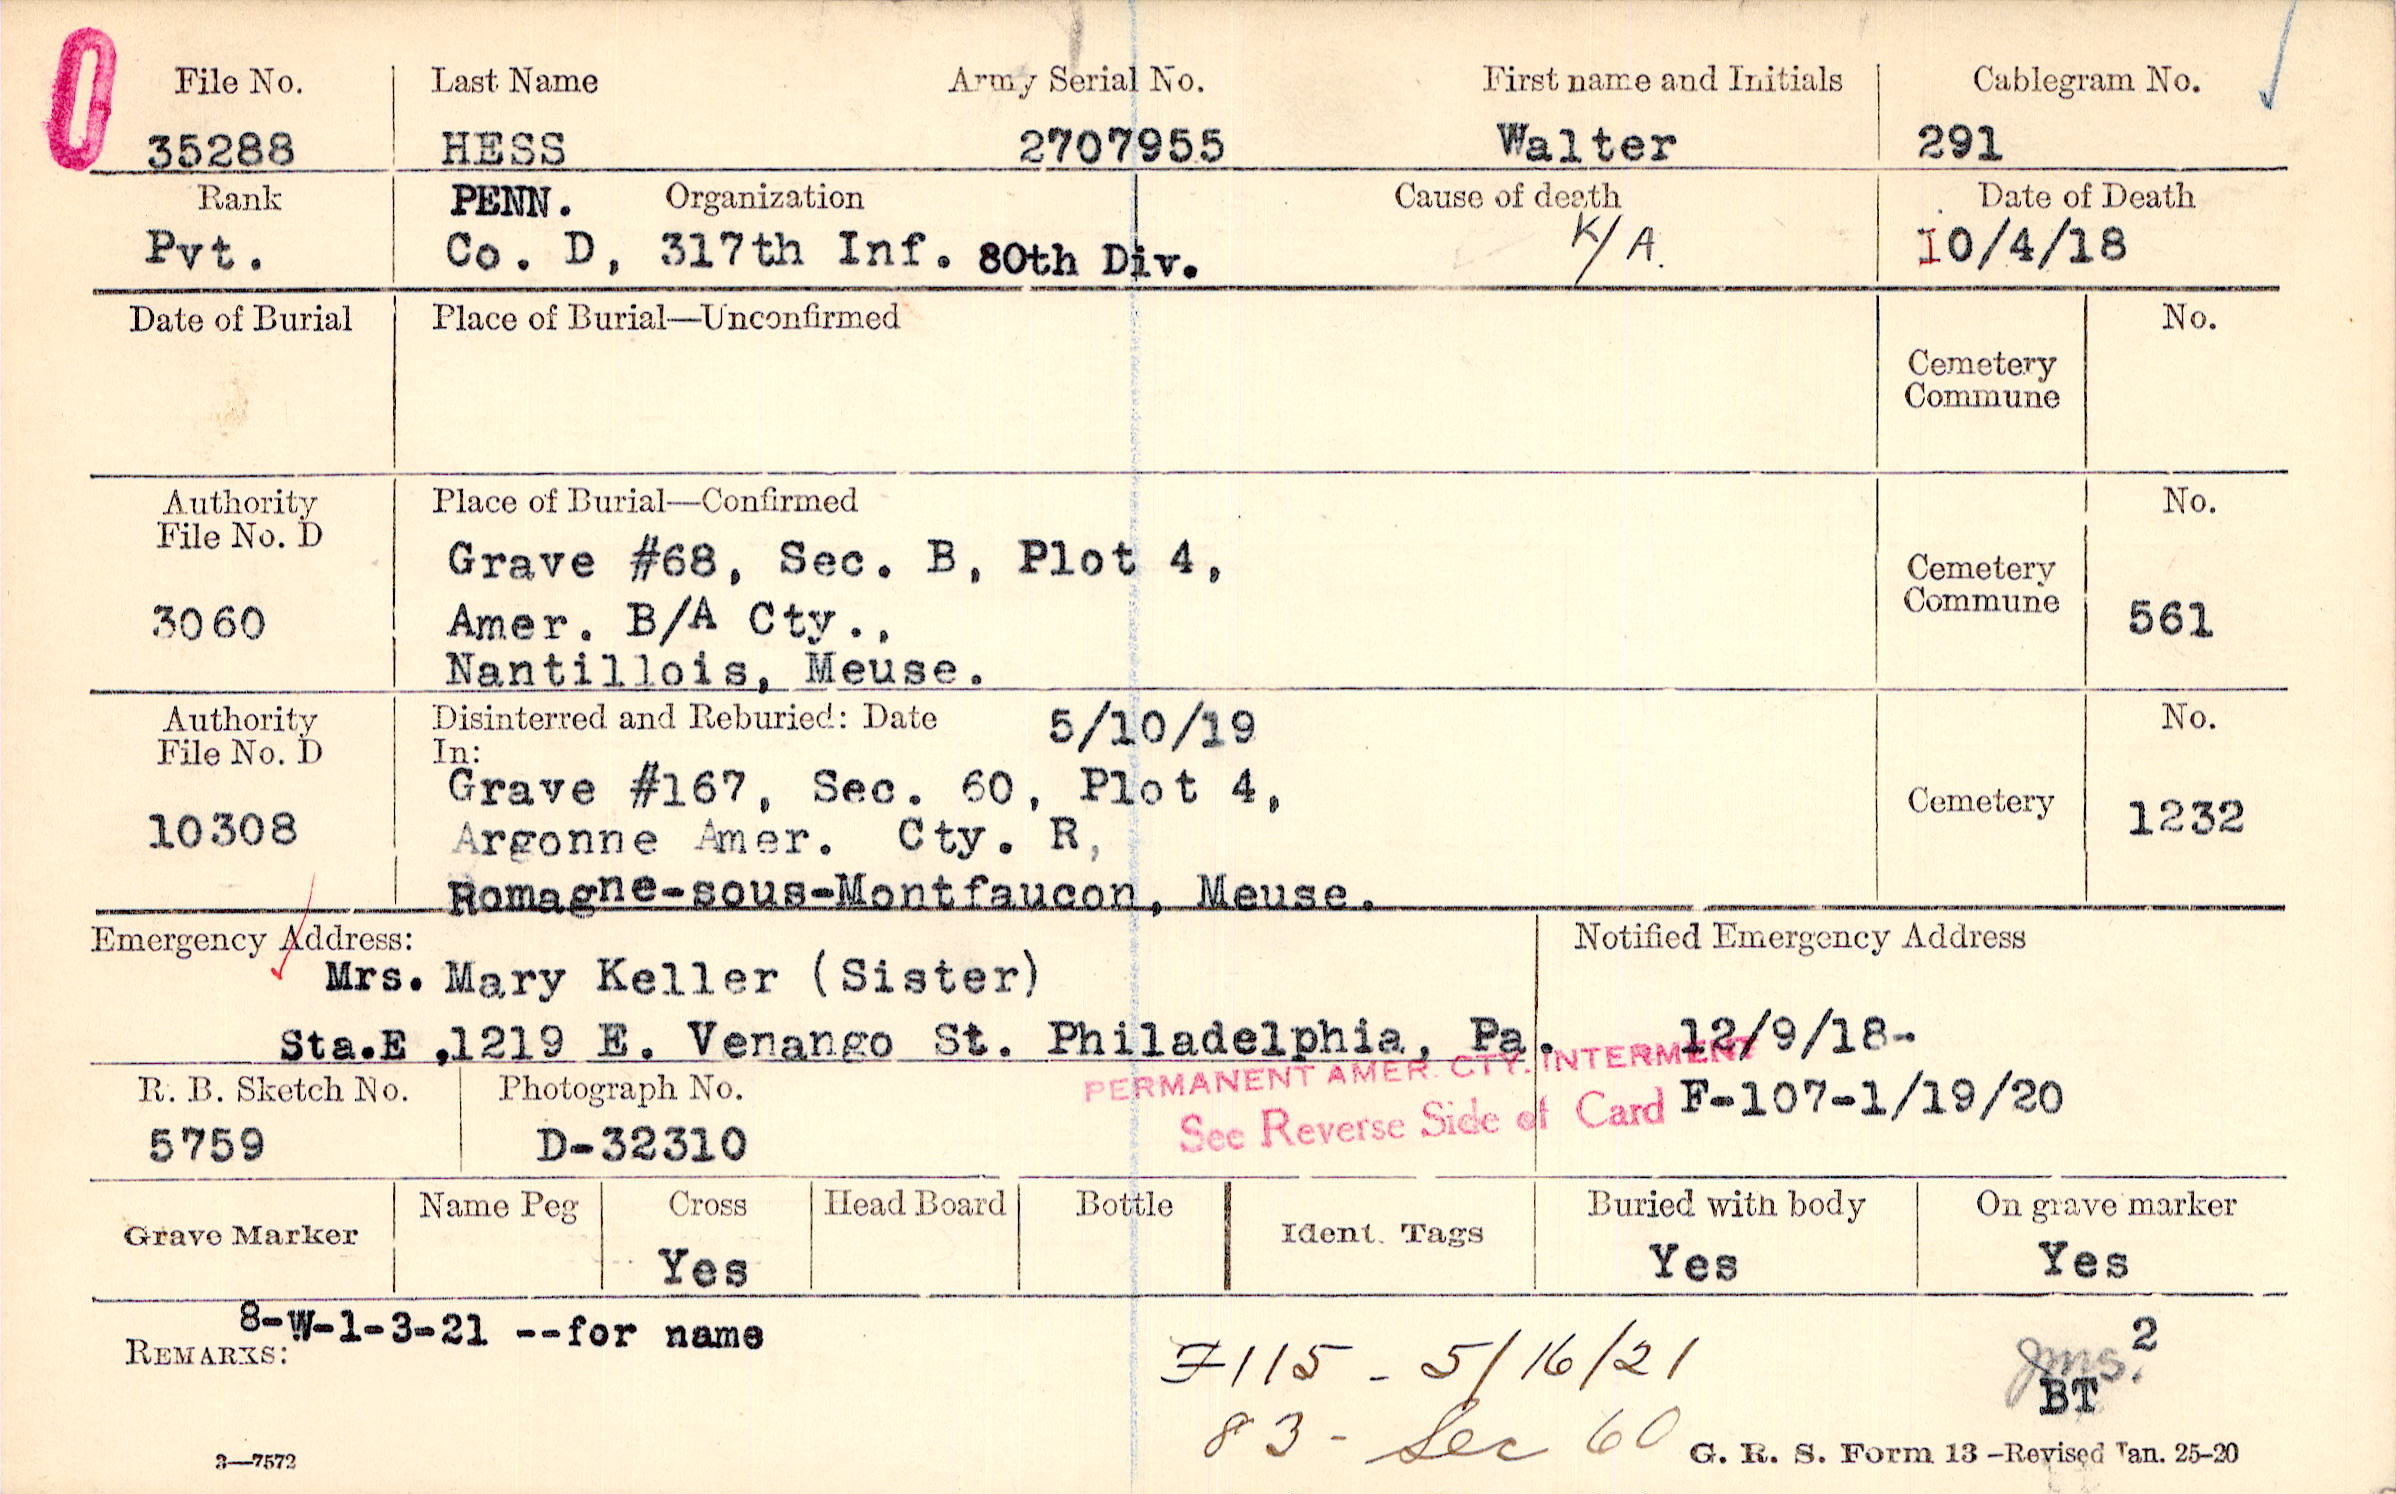 0
File No. Last Name Army Serial No. First name and Initials Cablegram No.
35288 HESS 2707955 Walter 291
Rank PENN. Organization Cause of death Date of Death
Pvt. Co. D, 317th Inf. 80th Div. K/A. 10/4/18
Date of Burial Place of Burial—Unconfirmed No.
Cemetery
Commune
Authority Place of Burial—Confirmed No.
File No. D
Grave #68, Sec. B, Plot 4,
Cemetery
Commune
3060 Amer. B/A Cty., 561
Nantillois, Meuse.
Authority Disinterred and Reburied: Date 5/10/19 No.
File No. D In:
Grave #167, Sec. 60, Plot 4,
Cemetery
10308 Argonne Amer. Cty. R, 1232
Romagne-sous-Montfaucon, Meuse.
Emergency Address: Notified Emergency Address
Mrs. Mary Keller (Sister)
Sta.E ,1219 E. Venango St. Philadelphia, Pa. 12/9/18-
PERMANENT AMER. CTY. INTERMENT
R. B. Sketch No. Photograph No. See Reverse Side of Card F-107-1/19/20
5759 D-32310
Grave Marker Name Peg Cross Head Board Bottle Ident. Tags Buried with body On grave marker
Yes Yes Yes
8-W-1-3-21 --for name
REMARKS: F115 - 5/16/21 jms. 2
BT
83 - Sec 60
3—7572 G. R. S. Form 13 -Revised Jan. 25-20